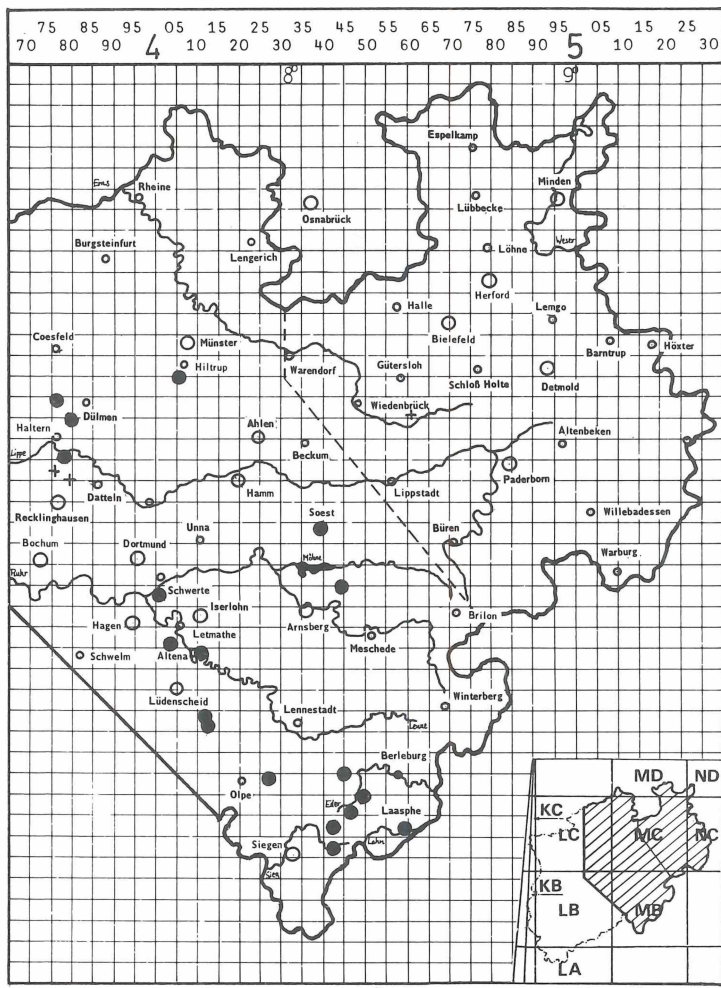 75 85 95 4 05 15 25 35 45 55 65 75 85 95 5 05 15 25
70 80 90 10 20 30 40 50 60 70 80 90 10 20 30
8° 9°
Espelkamp
Ems Rheine
Minden
Osnabrück
Lübbecke
Burgsteinfurt
Lengerich
Löhne
Weser
Herford
Halle
Lemgo
Coesfeld
Münster
Bielefeld
Barntrup
Höxter
Hiltrup
Warendorf
Gütersloh
Schloß Holte
Detmold
Dülmen
Wiedenbrück
Haltern
Ahlen
Altenbeken
Beckum
Lippe
Datteln
Hamm
Lippstadt
Paderborn
Recklinghausen
Soest
Willebadessen
Unna
Büren
Bochum
Dortmund
Möhne
Warburg
Ruhr
Schwerte
Iserlohn
Hagen
Letmathe
Arnsberg
Brilon
Schwelm
Altena
Meschede
Lüdenscheid
Lennestadt
Winterberg
Berleburg
Olpe
Eder
Laasphe
Siegen
Lahn
Sieg
MD ND
KC
LC MC NC
KB
LB MB
LA